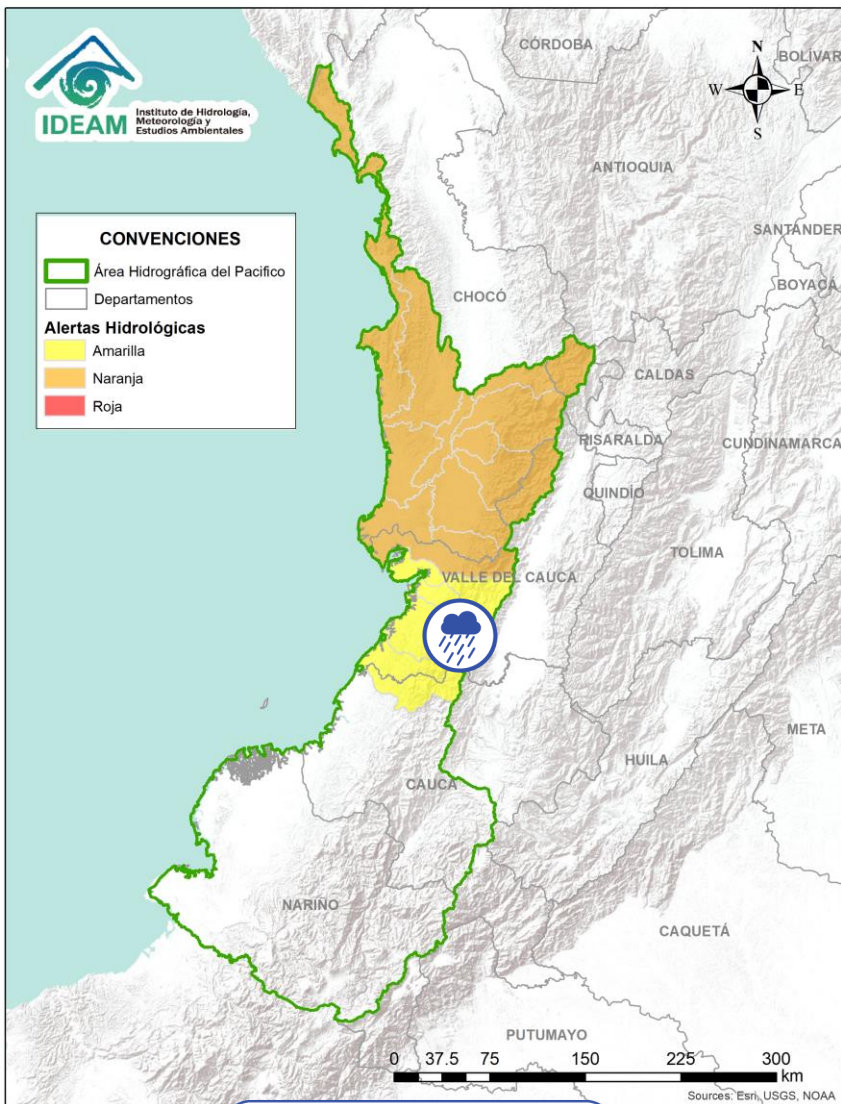 IDEAM
Instituto de Hidrología,
Meteorología y
Estudios Ambientales
CÓRDOBA
BOLÍVAR
N
W
E
S
ANTIOQUIA
SANTANDER
BOYACÁ
CHOCÓ
CONVENCIONES
Área Hidrográfica del Pacifico
Departamentos
Alertas Hidrológicas
Amarilla
Naranja
Roja
CALDAS
RISARALDA
CUNDINAMARCA
QUINDÍO
TOLIMA
VALLE DEL CAUCA
META
HUILA
CAUCA
NARIÑO
CAQUETÁ
PUTUMAYO
0 37.5 75 150 225 300
km
Sources: Esri, USGS, NOAA